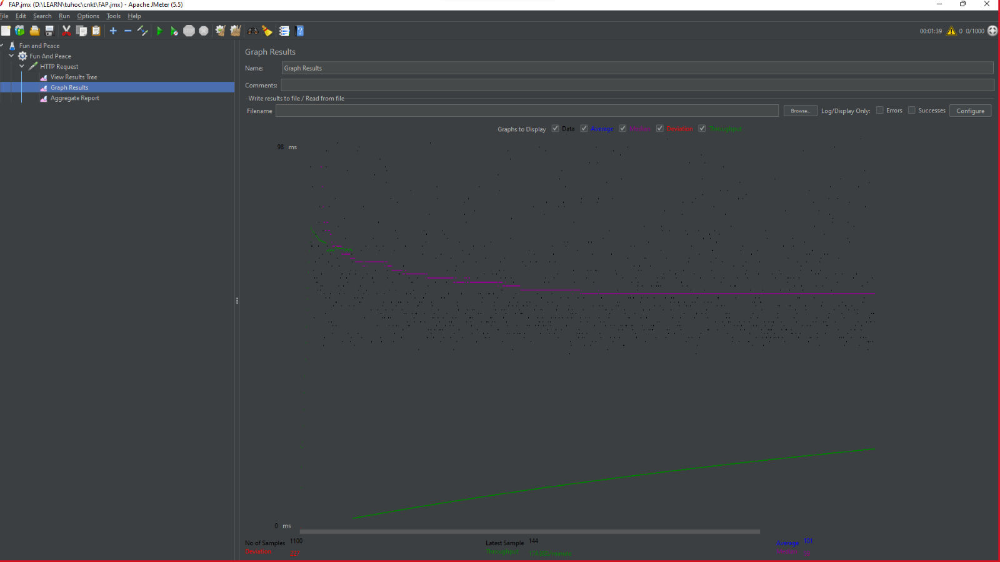 FAP.jmx (D:\LEARN\tuhoc\cnkt\FAP.jmx) - Apache JMeter (5.5)
File Edit Search Run Options Tools Help
00:01:39 0 0/1000
Fun and Peace
Fun And Peace
HTTP Request
View Results Tree
Graph Results
Aggregate Report
Graph Results
Name: Graph Results
Comments:
Write results to file / Read from file
Filename Browse... Log/Display Only: Errors Successes Configure
Graphs to Display Data Average Median Deviation Throughput
98 ms
0 ms
No of Samples 1100 Latest Sample 144 Average 101
Deviation 227 Throughput 174.985/minute Median